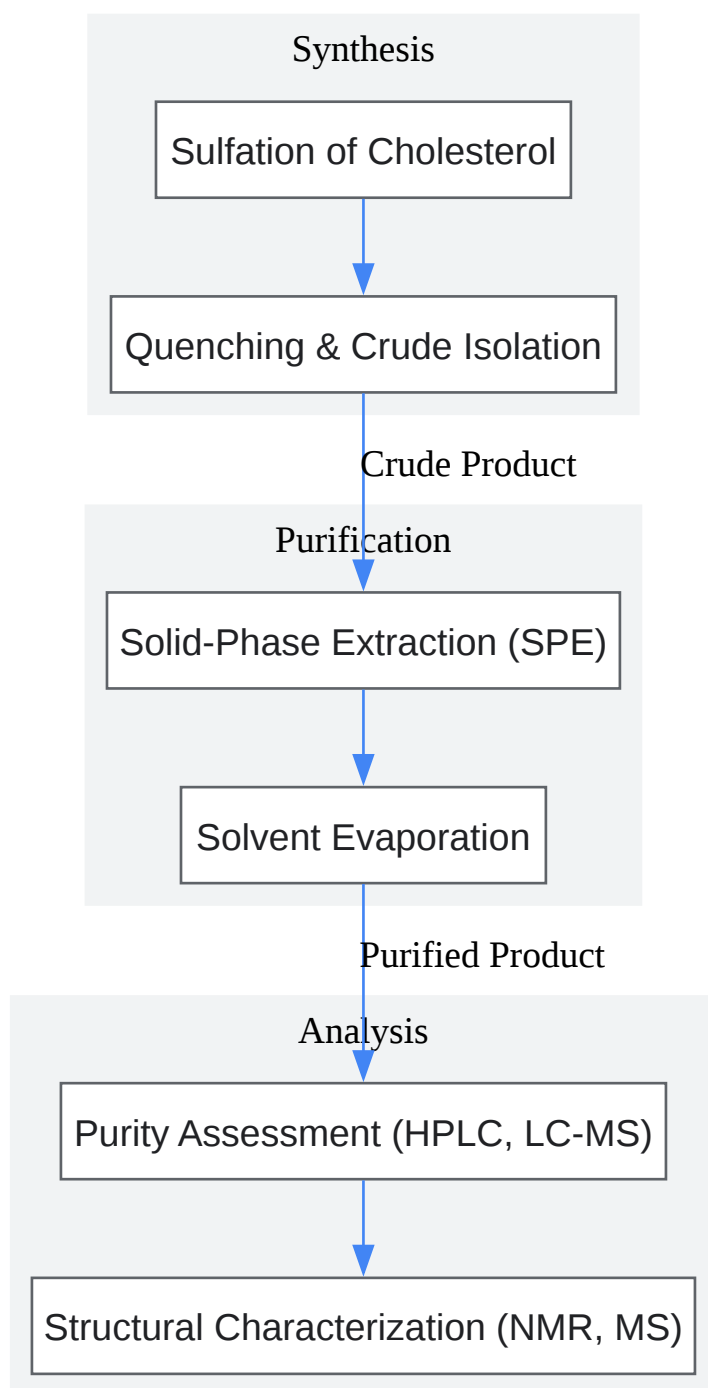 Synthesis
Sulfation of Cholesterol
Quenching & Crude Isolation
Crude Product
Purification
Solid-Phase Extraction (SPE)
Solvent Evaporation
Purified Product
Analysis
Purity Assessment (HPLC, LC-MS)
Structural Characterization (NMR, MS)